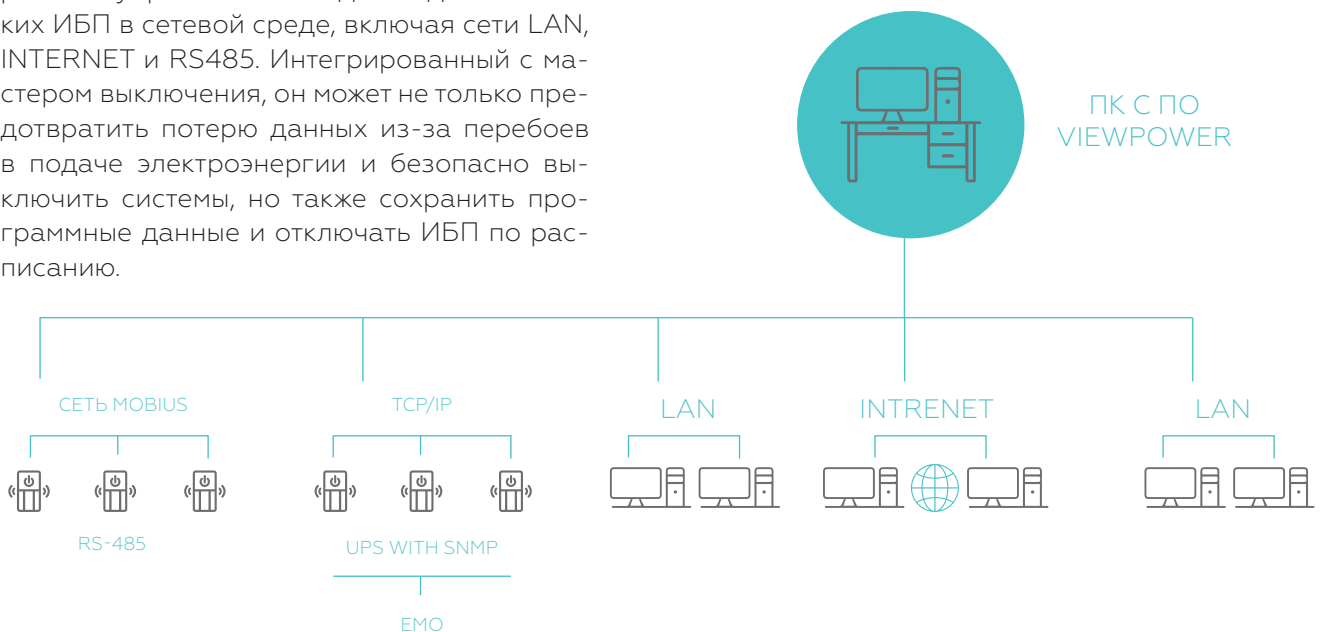 ких ИБП в сетевой среде, включая сети LAN,
INTERNET и RS485. Интегрированный с ма-
стером выключения, он может не только пре-
дотвратить потерю данных из-за перебоев
в подаче электроэнергии и безопасно вы-
ключить системы, но также сохранить про-
граммные данные и отключать ИБП по рас-
писанию.
ПК С ПО
VIEWPOWER
СЕТЬ MOBIUS
TCP/IP
LAN
INTRENET
LAN
RS-485
UPS WITH SNMP
EMO